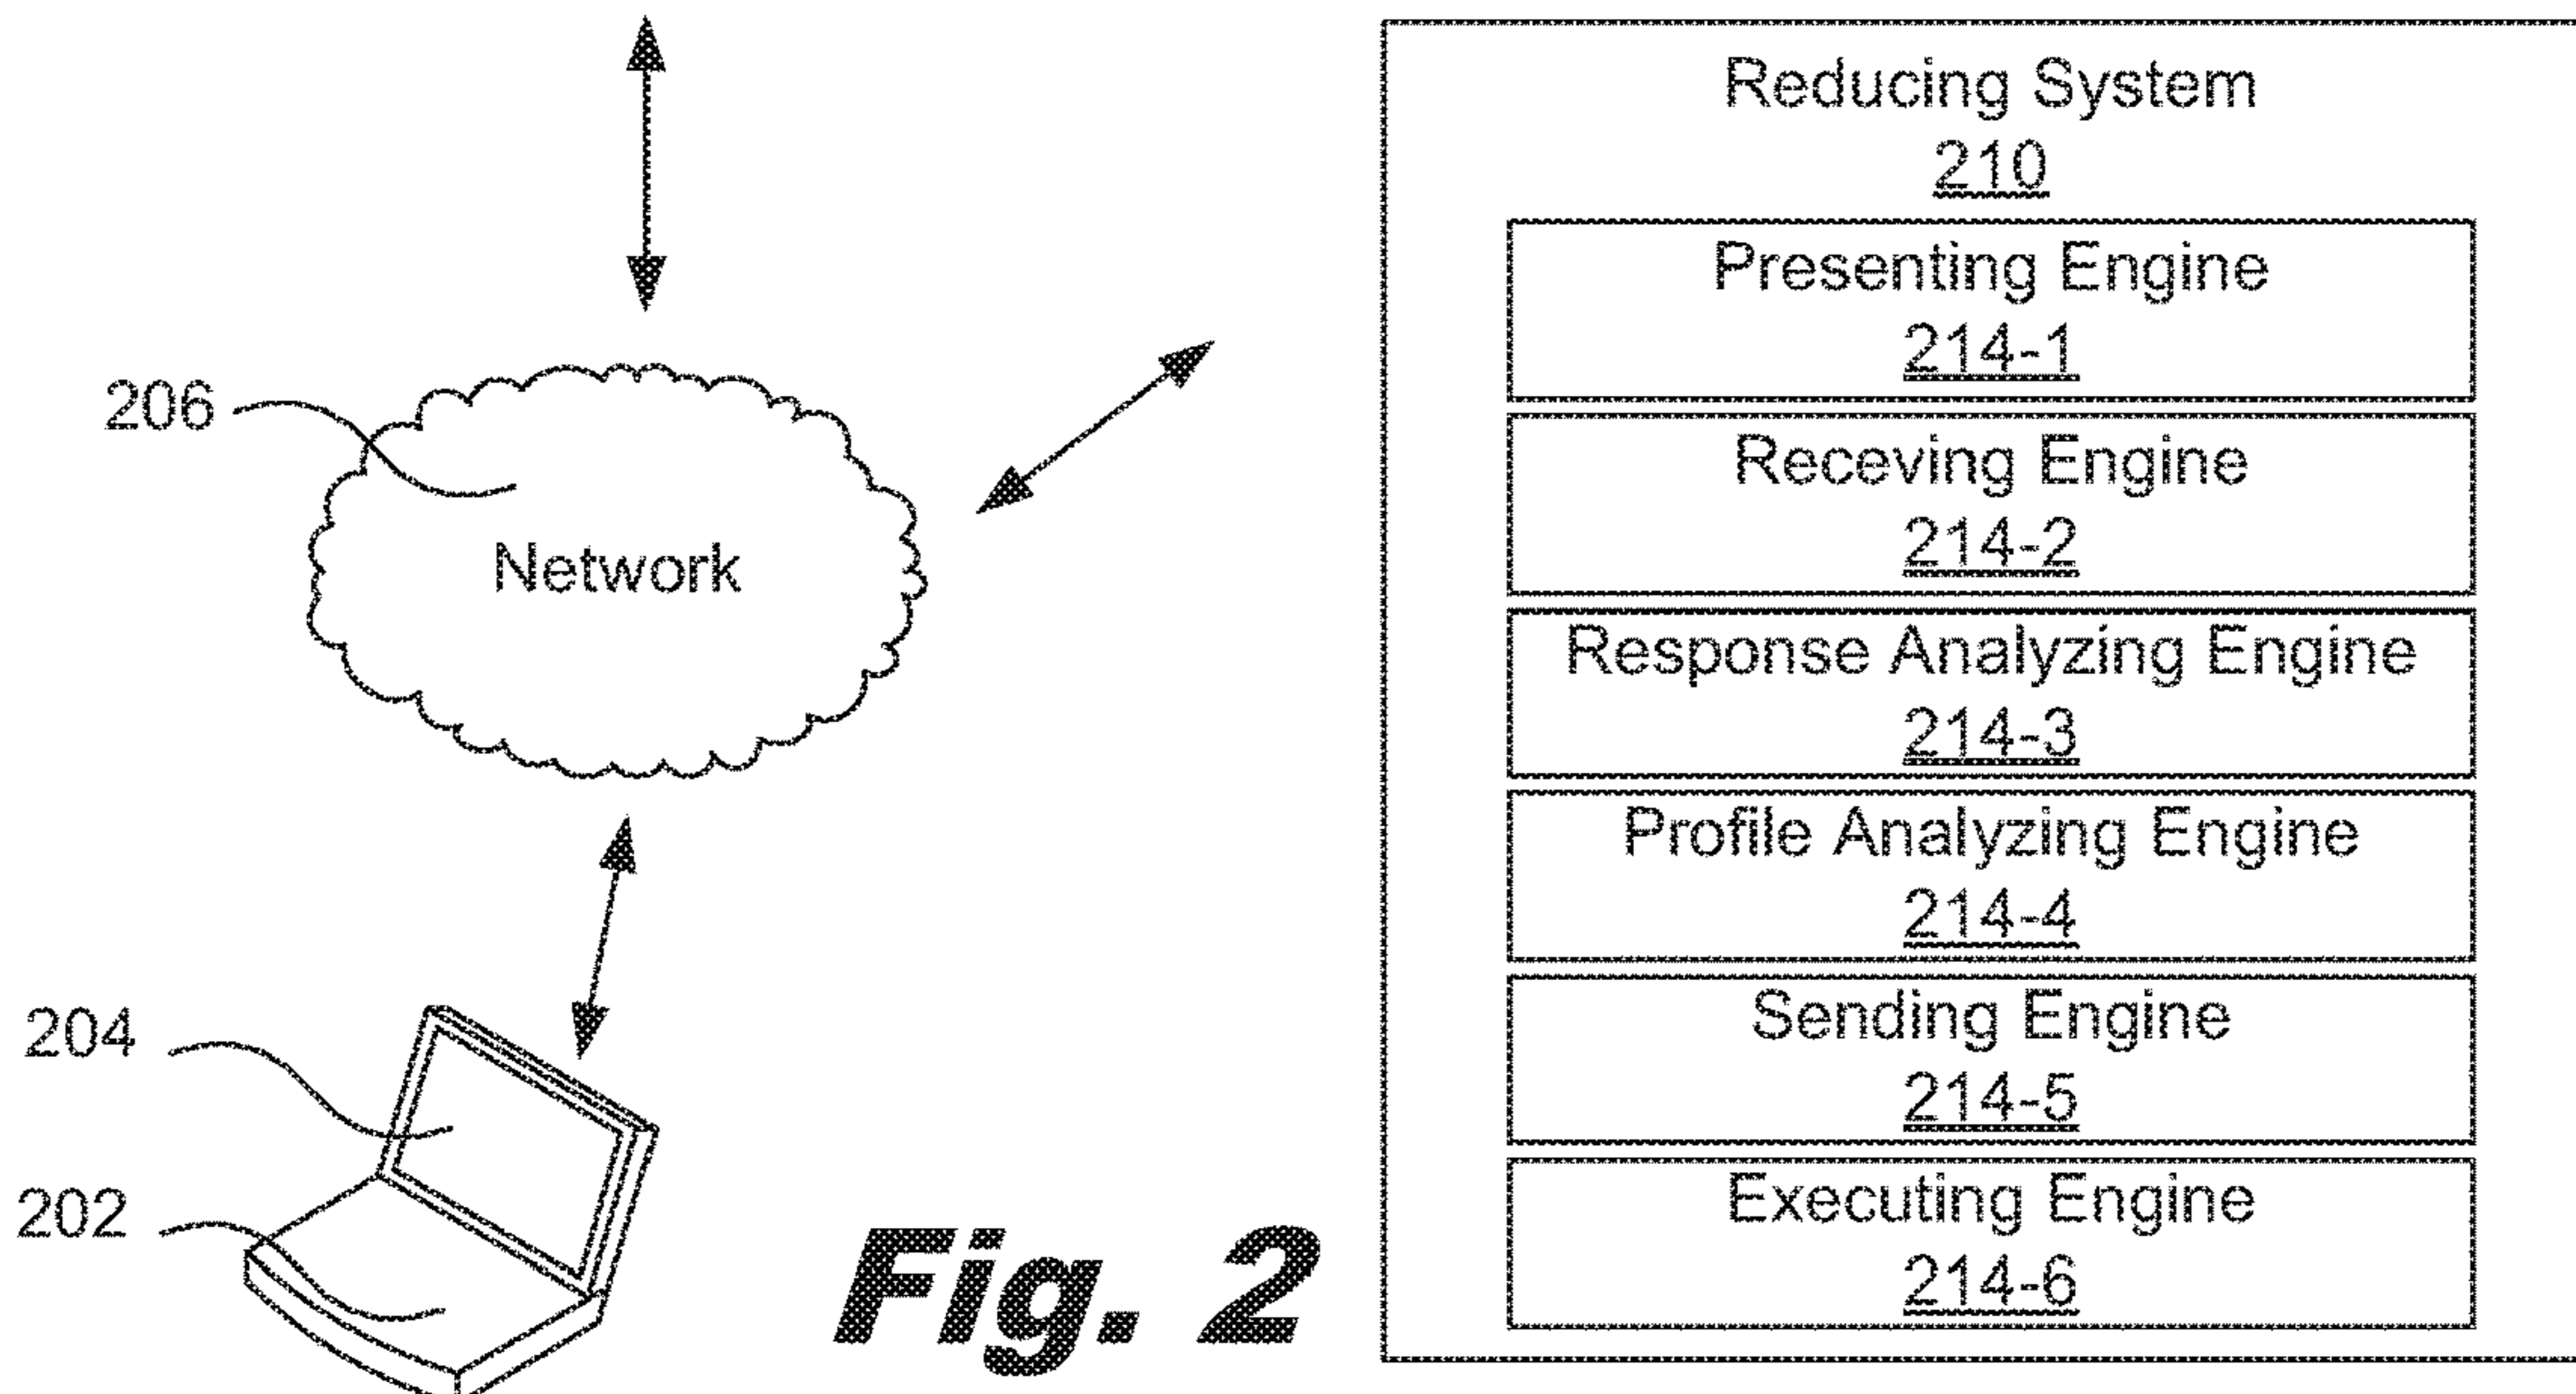 206
Network
204
202
Fig. 2
Reducing System
210
Presenting Engine
214-1
Receving Engine
214-2
Response Analyzing Engine
214-3
Profile Analyzing Engine
214-4
Sending Engine
214-5
Executing Engine
214-6